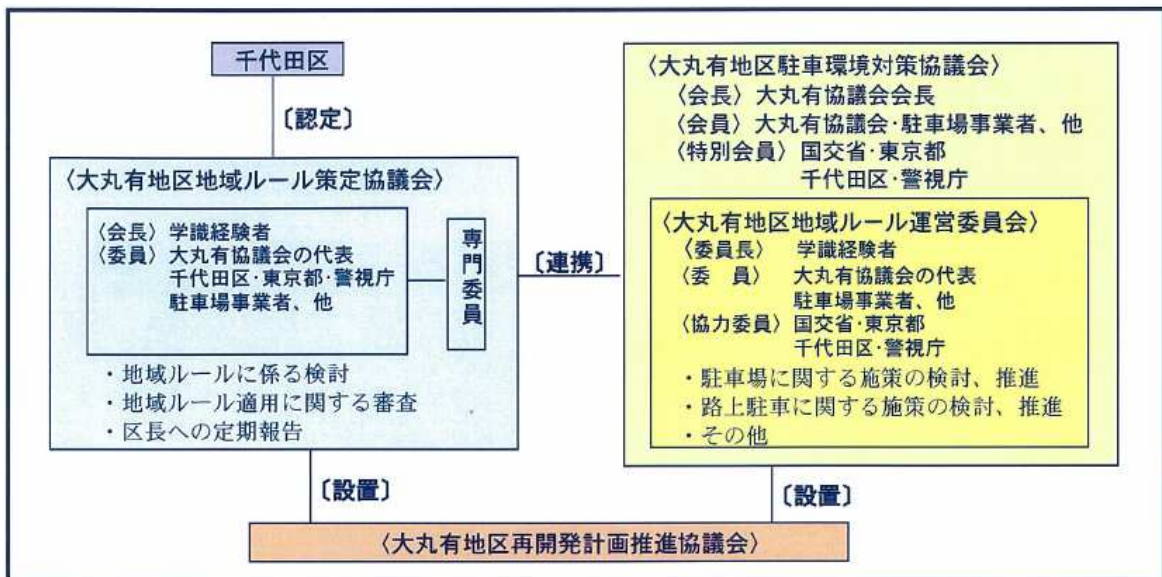 千代田区
〔認定〕
〈大丸有地区地域ルール策定協議会〉
〈会長〉学識経験者
〈委員〉大丸有協議会の代表
千代田区・東京都・警視庁
駐車場事業者、他
専門委員
・地域ルールに係る検討
・地域ルール適用に関する審査
・区長への定期報告
〔連携〕
〈大丸有地区駐車環境対策協議会〉
〈会長〉大丸有協議会会長
〈会員〉大丸有協議会・駐車場事業者、他
〈特別会員〉国交省・東京都
千代田区・警視庁
〈大丸有地区地域ルール運営委員会〉
〈委員長〉 学識経験者
〈委 員〉 大丸有協議会の代表
駐車場事業者、他
〈協力委員〉国交省・東京都
千代田区・警視庁
・駐車場に関する施策の検討、推進
・路上駐車に関する施策の検討、推進
・その他
〔設置〕
〔設置〕
〈大丸有地区再開発計画推進協議会〉